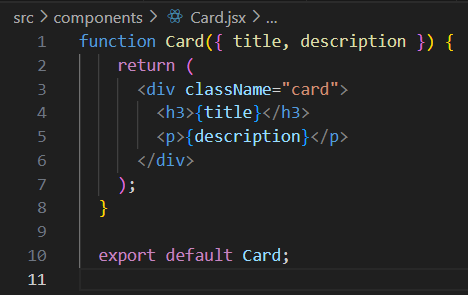 src > components > Card.jsx > ...
1 function Card({ title, description }) {
2     return (
3       <div className="card">
4         <h3>{title}</h3>
5         <p>{description}</p>
6       </div>
7     );
8   }
9
10   export default Card;
11